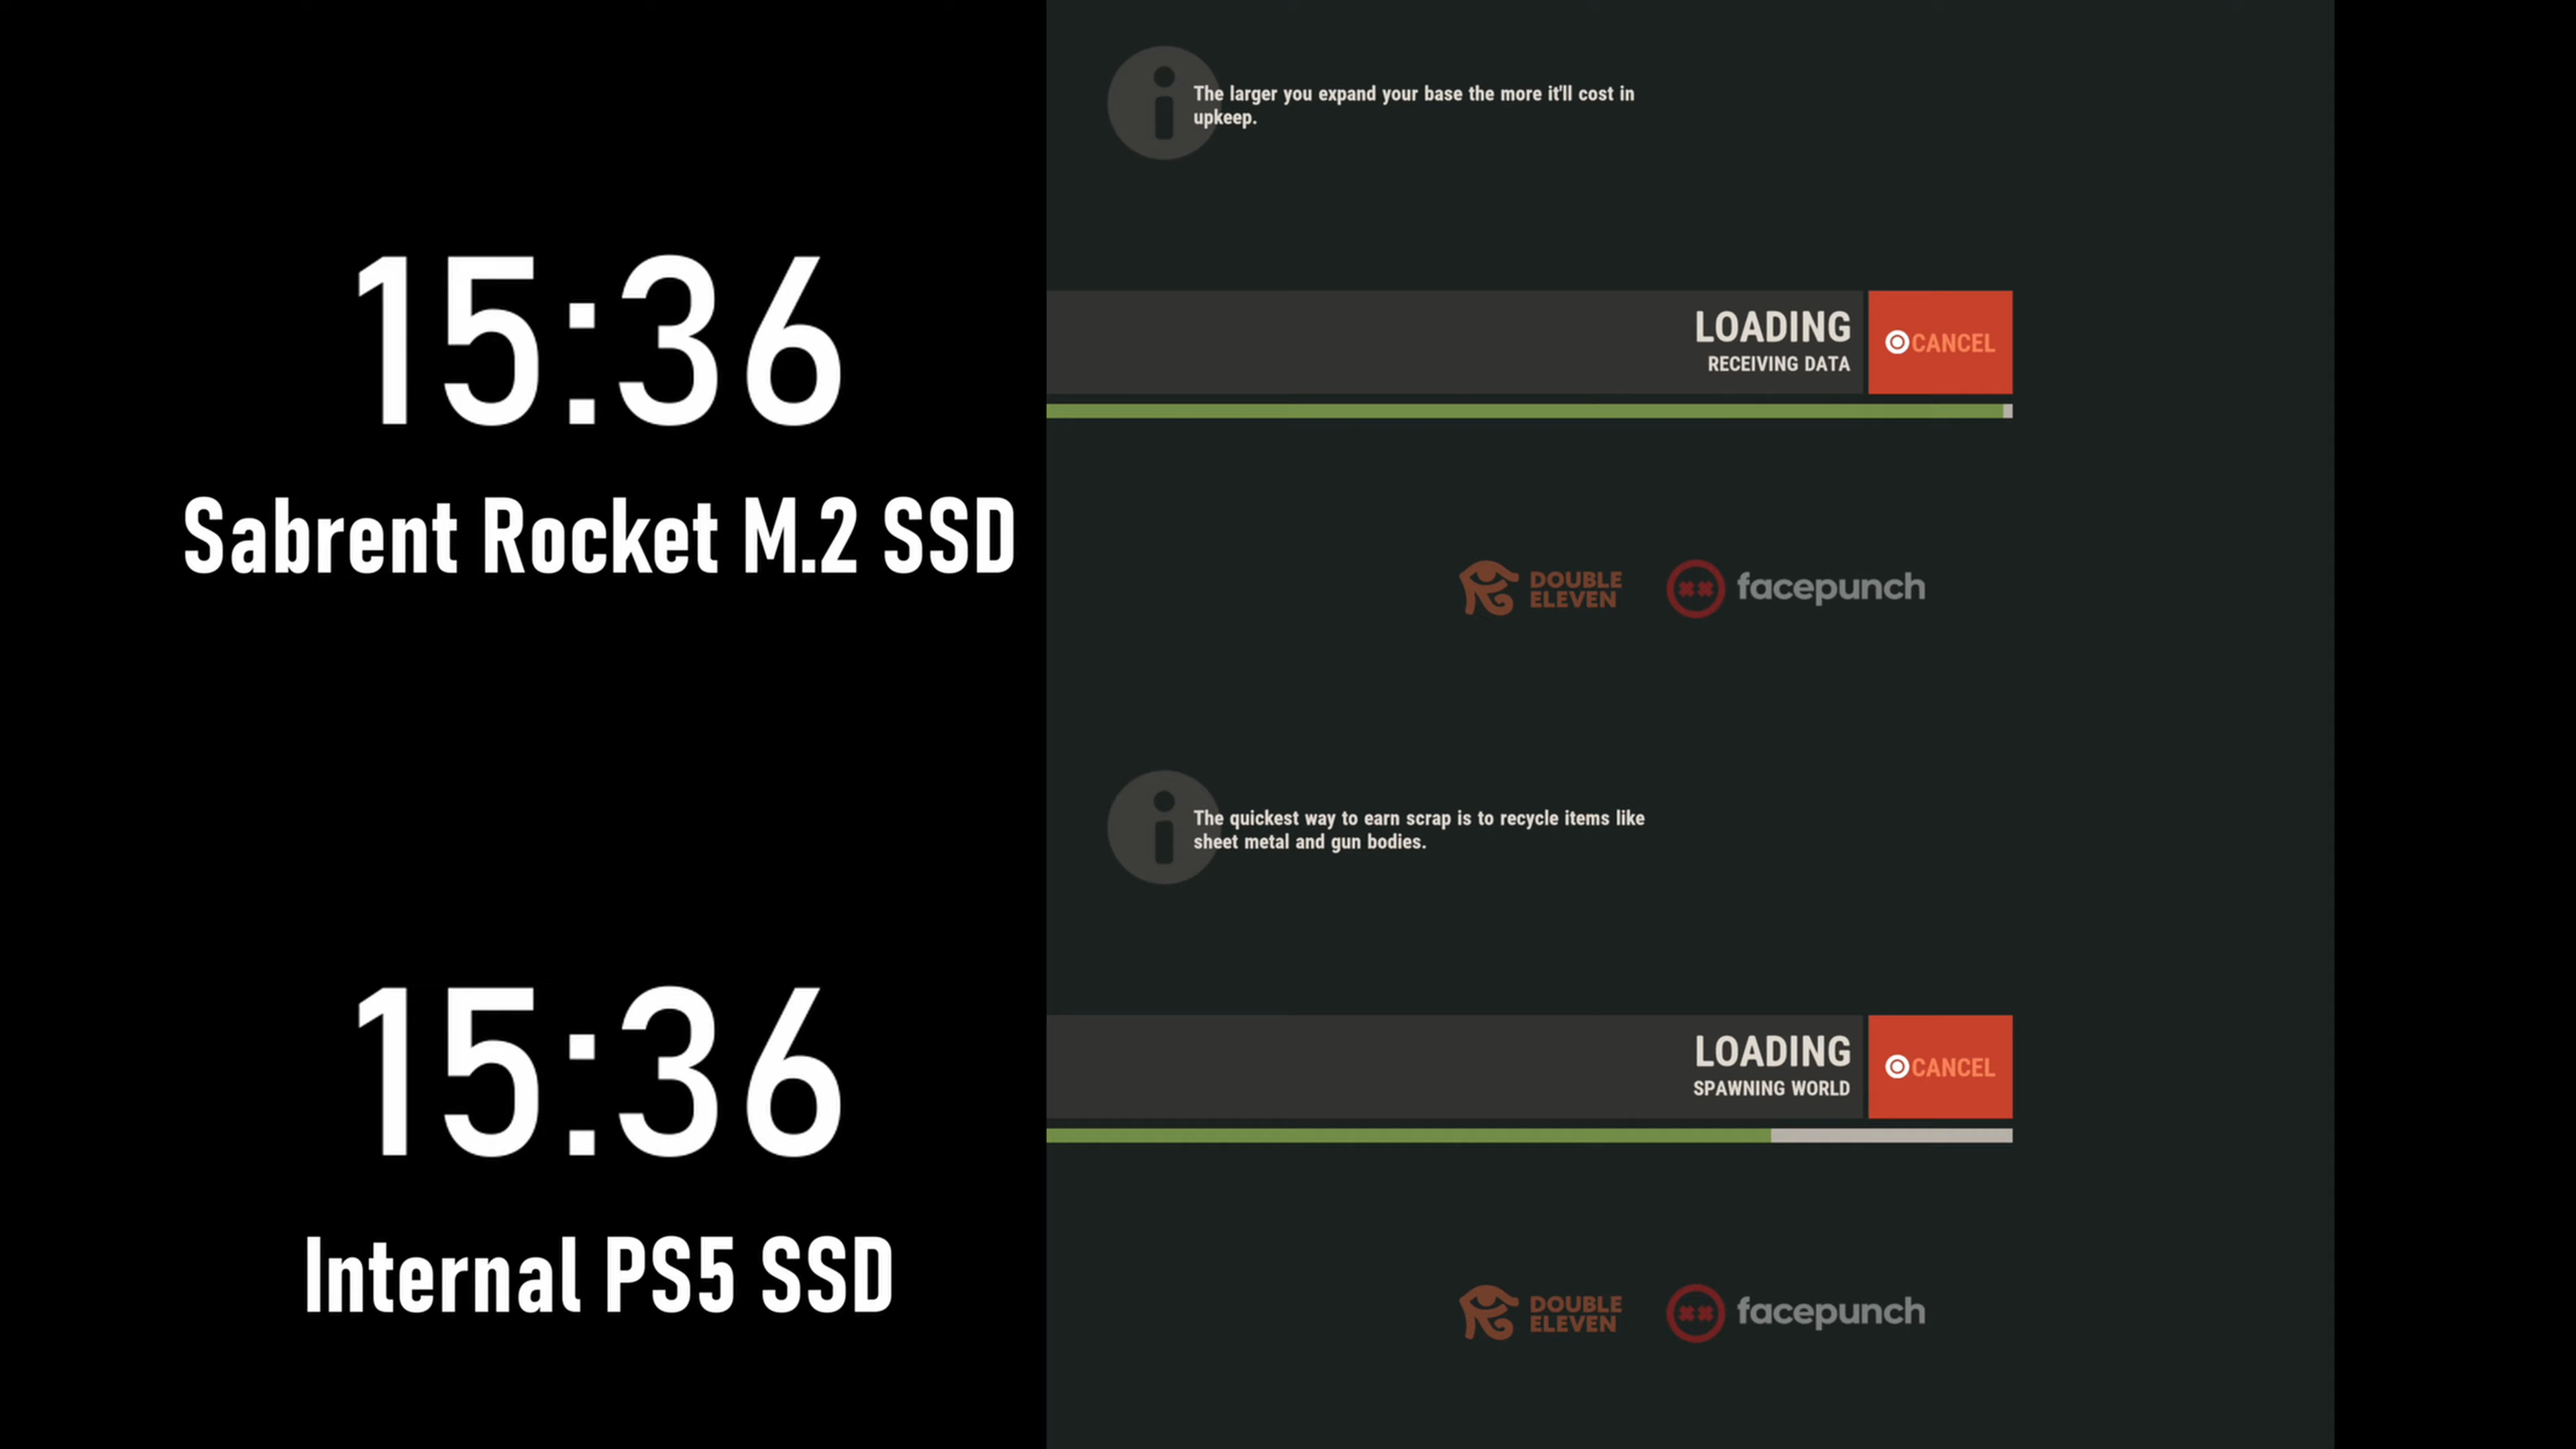 15:36
Sabrent Rocket M.2 SSD
The larger you expand your base the more it'll cost in
upkeep.
LOADING
RECEIVING DATA
CANCEL
DOUBLE
ELEVEN
facepunch
15:36
Internal PS5 SSD
The quickest way to earn scrap is to recycle items like
sheet metal and gun bodies.
LOADING
SPAWNING WORLD
CANCEL
DOUBLE
ELEVEN
facepunch